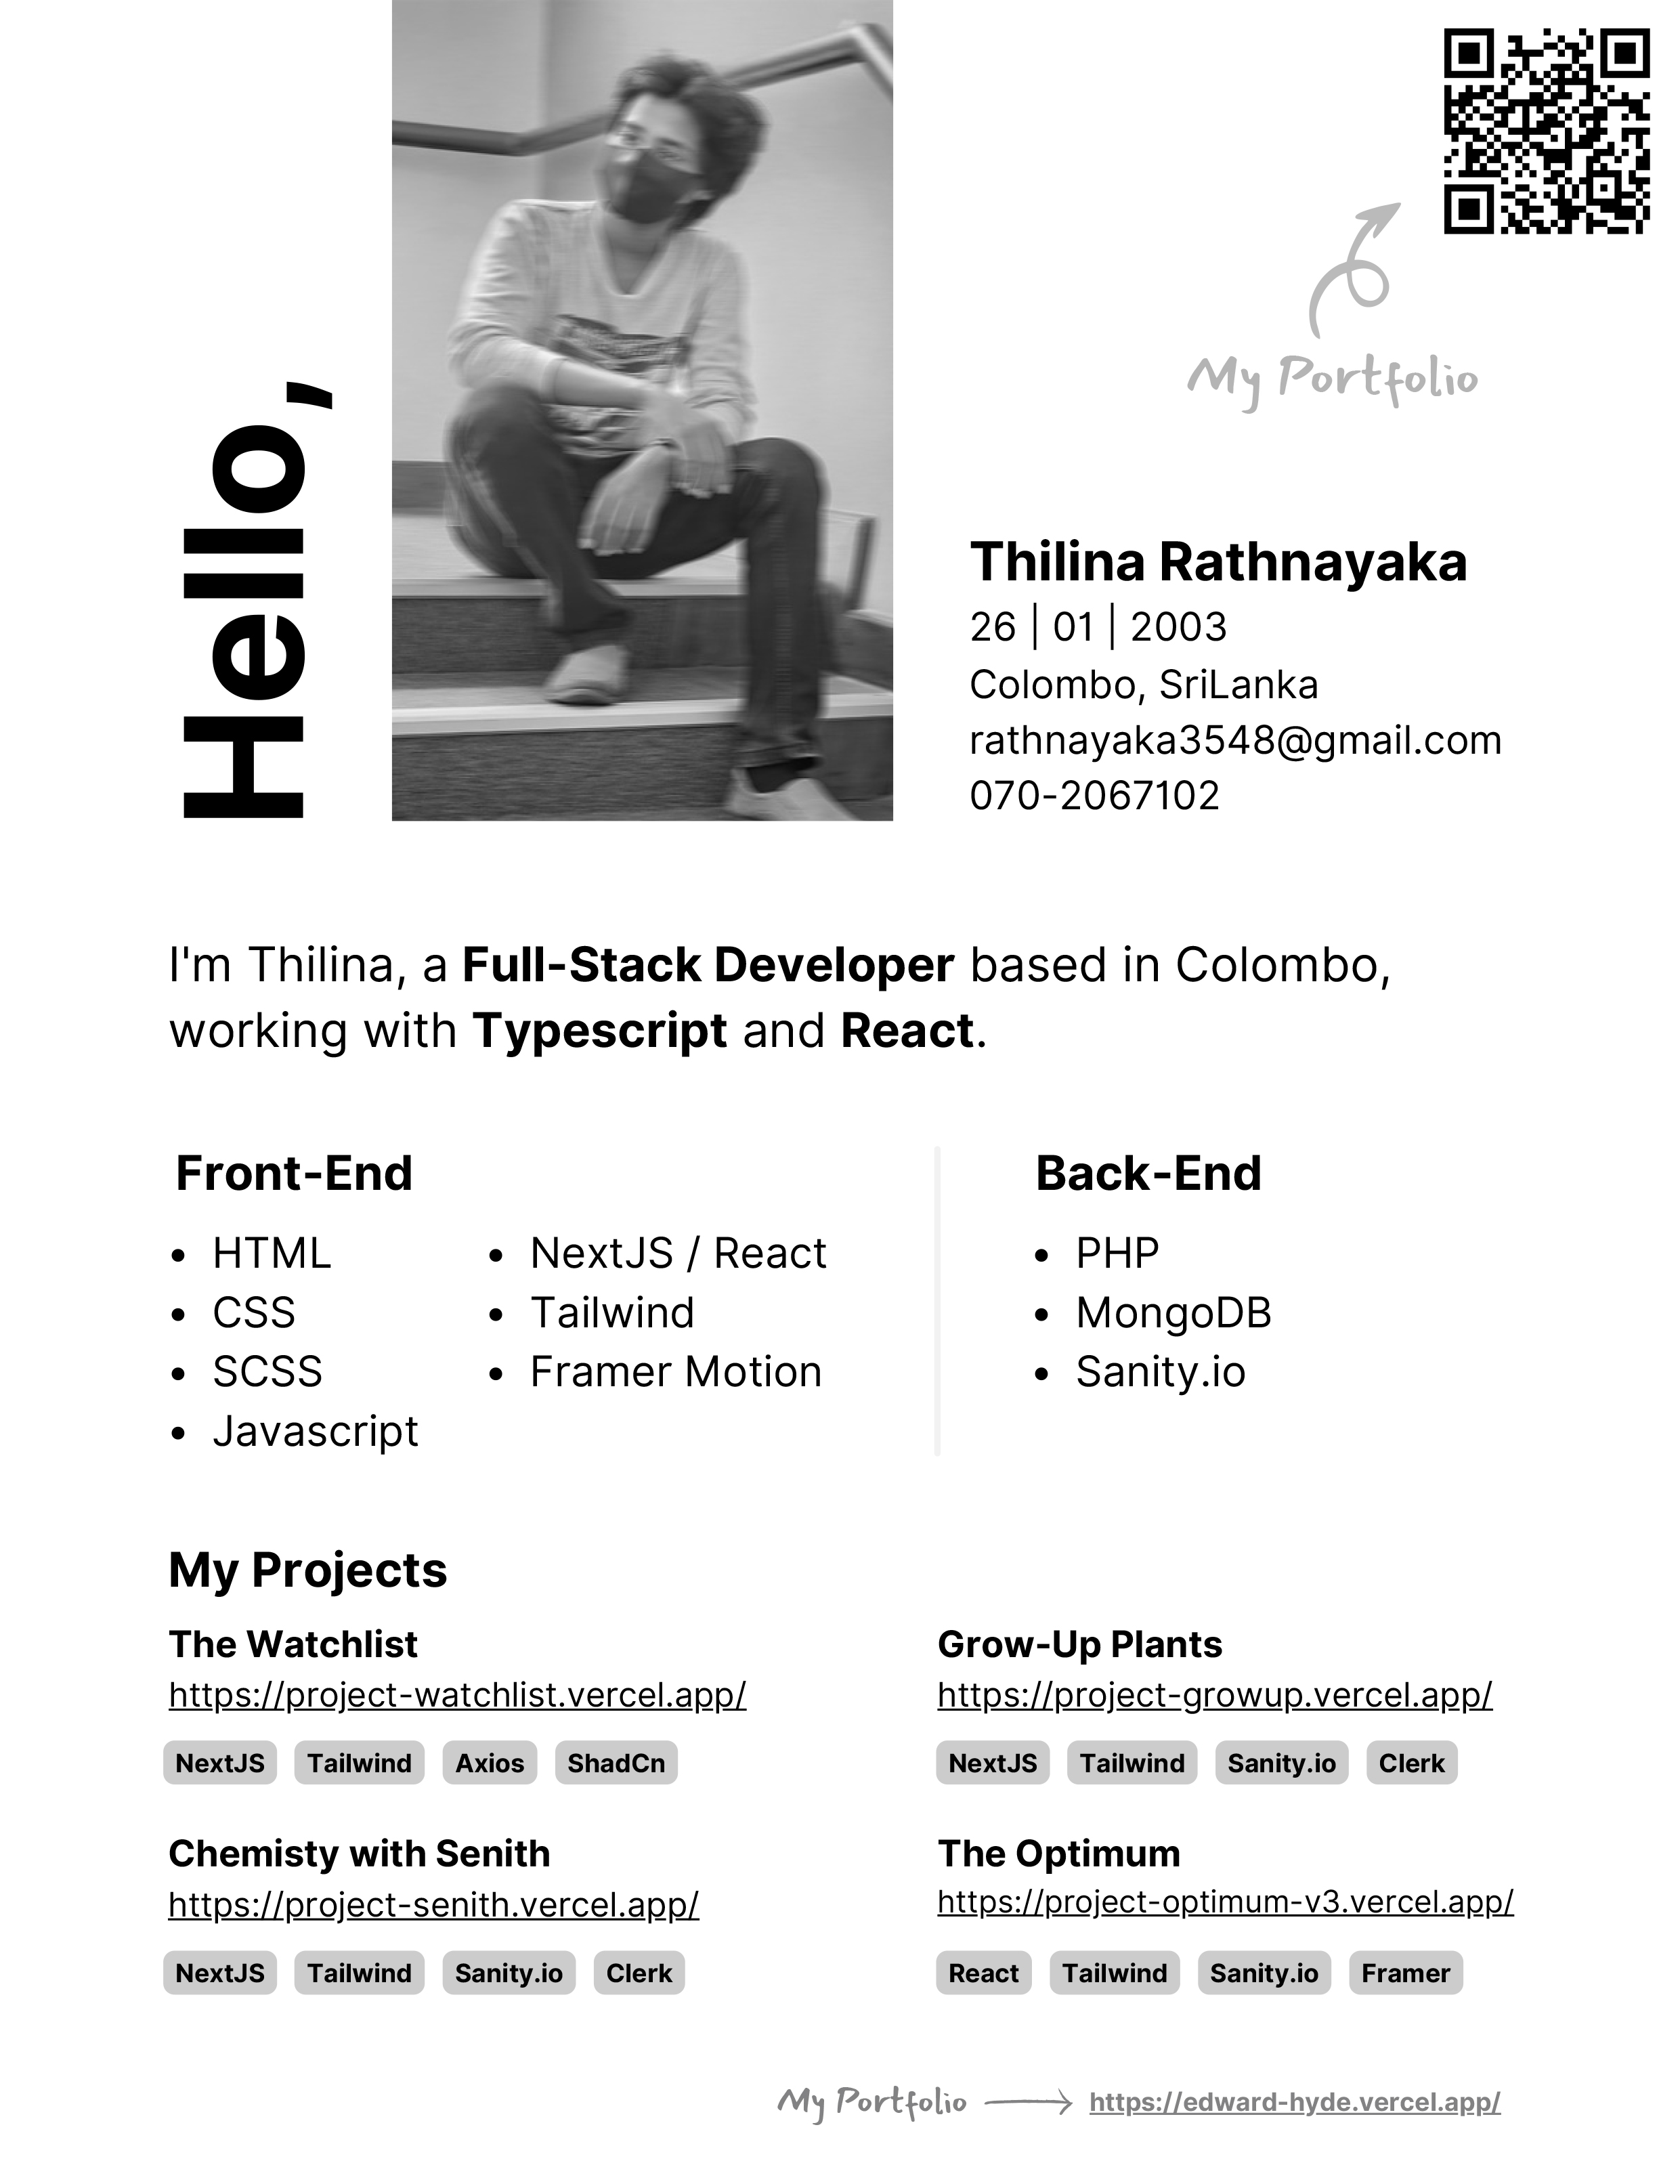 Hello,
My Portfolio
Thilina Rathnayaka
26 | 01 | 2003
Colombo, SriLanka
rathnayaka3548@gmail.com
070-2067102
I'm Thilina, a Full-Stack Developer based in Colombo,
working with Typescript and React.
Front-End
• HTML
• CSS
• SCSS
• Javascript
• NextJS / React
• Tailwind
• Framer Motion
Back-End
• PHP
• MongoDB
• Sanity.io
My Projects
The Watchlist
https://project-watchlist.vercel.app/
NextJS Tailwind Axios ShadCn
Grow-Up Plants
https://project-growup.vercel.app/
NextJS Tailwind Sanity.io Clerk
Chemisty with Senith
https://project-senith.vercel.app/
NextJS Tailwind Sanity.io Clerk
The Optimum
https://project-optimum-v3.vercel.app/
React Tailwind Sanity.io Framer
My Portfolio → https://edward-hyde.vercel.app/